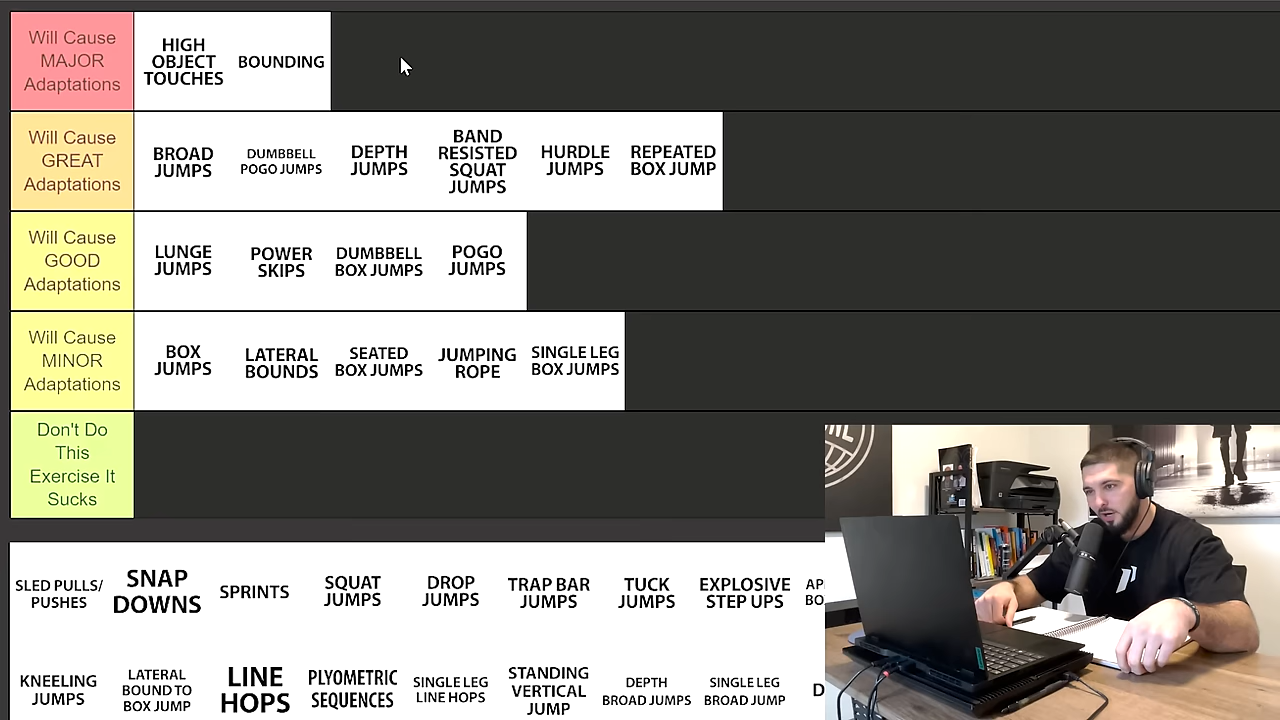 Will Cause
MAJOR
Adaptations
HIGH
OBJECT
TOUCHES
BOUNDING
Will Cause
GREAT
Adaptations
BROAD
JUMPS
DUMBBELL
POGO JUMPS
DEPTH
JUMPS
BAND
RESISTED
SQUAT
JUMPS
HURDLE
JUMPS
REPEATED
BOX JUMP
Will Cause
GOOD
Adaptations
LUNGE
JUMPS
POWER
SKIPS
DUMBBELL
BOX JUMPS
POGO
JUMPS
Will Cause
MINOR
Adaptations
BOX
JUMPS
LATERAL
BOUNDS
SEATED
BOX JUMPS
JUMPING
ROPE
SINGLE LEG
BOX JUMPS
Don't Do
This
Exercise It
Sucks
SLED PULLS/
PUSHES
SNAP
DOWNS
SPRINTS
SQUAT
JUMPS
DROP
JUMPS
TRAP BAR
JUMPS
TUCK
JUMPS
EXPLOSIVE
STEP UPS
KNEELING
JUMPS
LATERAL
BOUND TO
BOX JUMP
LINE
HOPS
PLYOMETRIC
SEQUENCES
SINGLE LEG
LINE HOPS
STANDING
VERTICAL
JUMP
DEPTH
BROAD JUMPS
SINGLE LEG
BROAD JUMP